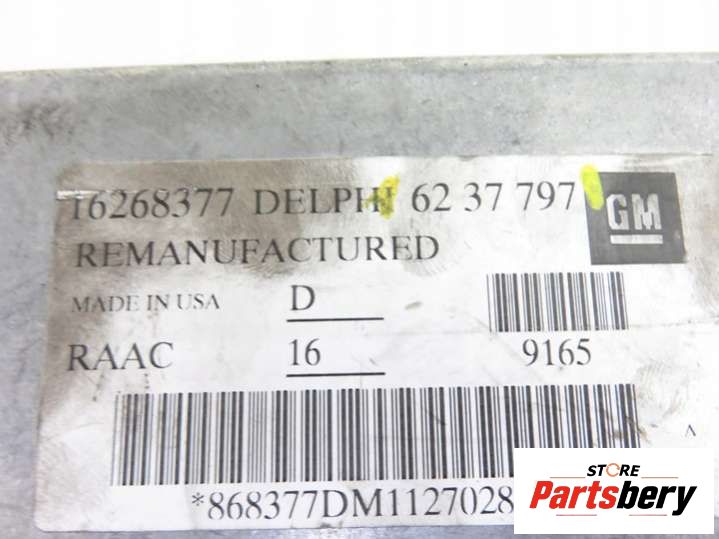 16268377 DELPHI 62 37 797 GM
REMANUFACTURED
MADE IN USA D
RAAC 16 9165
*868377DM1127028
A
STORE
Partsbery